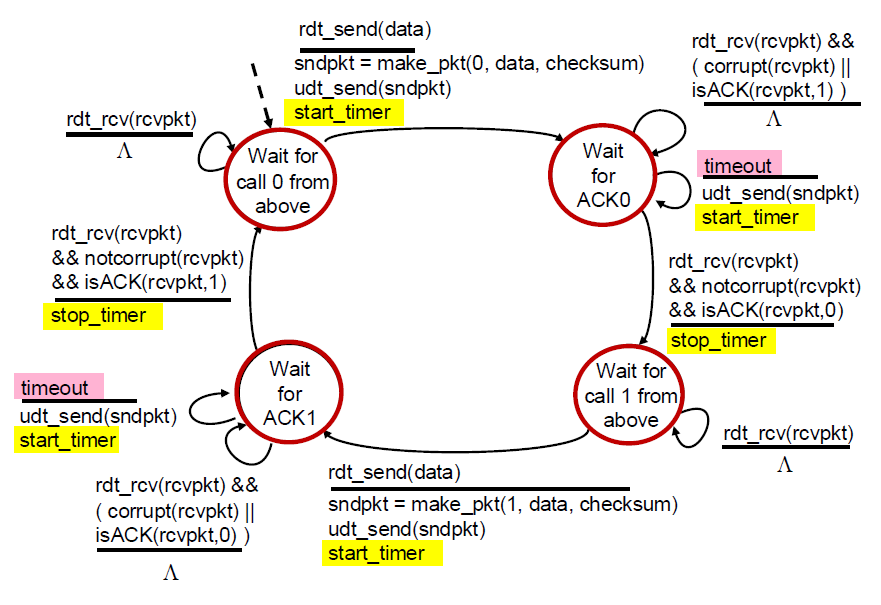 rdt_send(data)
sndpkt = make_pkt(0, data, checksum)
udt_send(sndpkt)
start_timer
rdt_rcv(rcvpkt) &&
( corrupt(rcvpkt) ||
isACK(rcvpkt,1) )
Λ
rdt_rcv(rcvpkt)
Λ
Wait for
call 0 from
above
Wait
for
ACK0
timeout
udt_send(sndpkt)
start_timer
rdt_rcv(rcvpkt)
&& notcorrupt(rcvpkt)
&& isACK(rcvpkt,1)
stop_timer
rdt_rcv(rcvpkt)
&& notcorrupt(rcvpkt)
&& isACK(rcvpkt,0)
stop_timer
Wait
for
ACK1
Wait for
call 1 from
above
timeout
udt_send(sndpkt)
start_timer
rdt_rcv(rcvpkt)
Λ
rdt_rcv(rcvpkt) &&
( corrupt(rcvpkt) ||
isACK(rcvpkt,0) )
Λ
rdt_send(data)
sndpkt = make_pkt(1, data, checksum)
udt_send(sndpkt)
start_timer